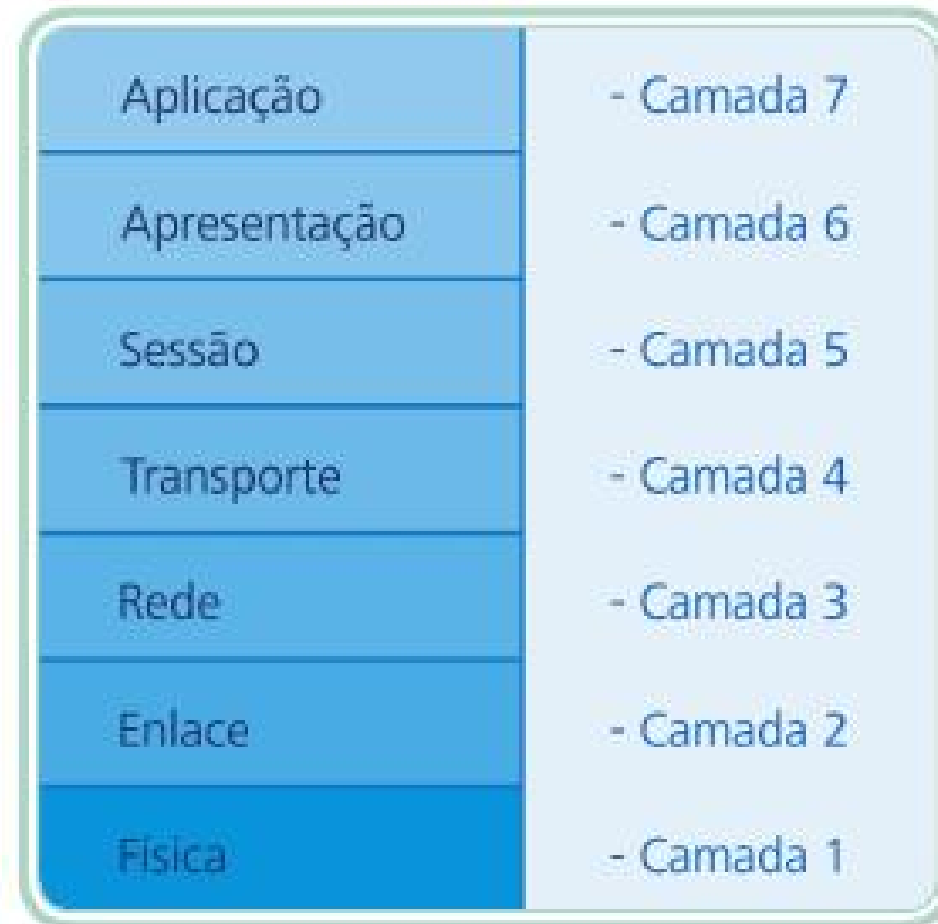 Aplicação - Camada 7
Apresentação - Camada 6
Sessão - Camada 5
Transporte - Camada 4
Rede - Camada 3
Enlace - Camada 2
Física - Camada 1